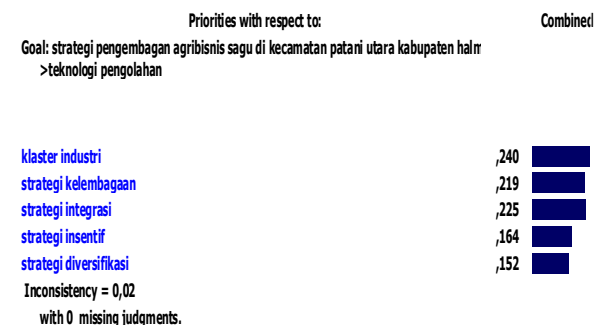 Priorities with respect to: Combined
Goal: strategi pengembagan agribisnis sagu di kecamatan patani utara kabupaten halm
>teknologi pengolahan
klaster industri ,240
strategi kelembagaan ,219
strategi integrasi ,225
strategi insentif ,164
strategi diversifikasi ,152
Inconsistency = 0,02
with 0 missing judgments.